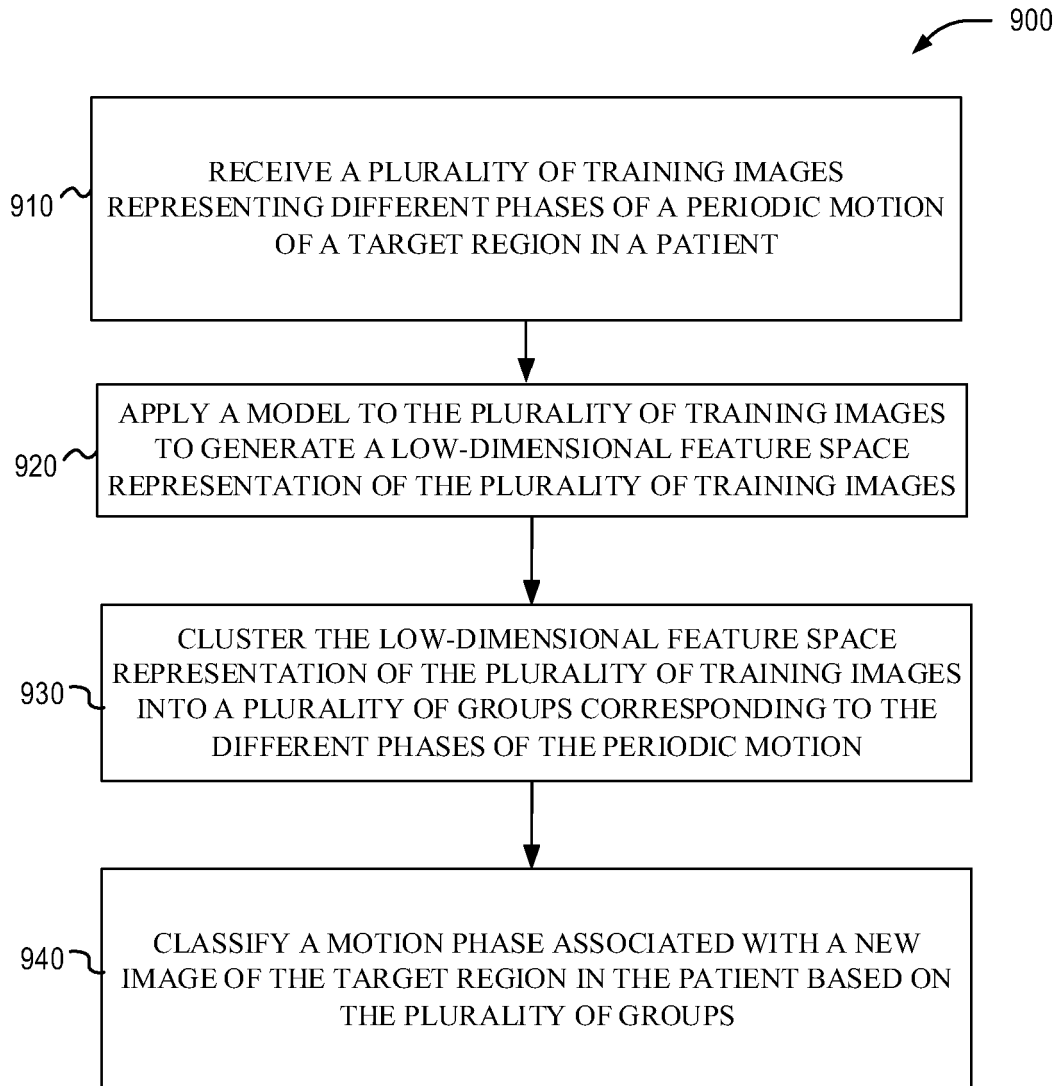 900
910
RECEIVE A PLURALITY OF TRAINING IMAGES
REPRESENTING DIFFERENT PHASES OF A PERIODIC MOTION
OF A TARGET REGION IN A PATIENT
920
APPLY A MODEL TO THE PLURALITY OF TRAINING IMAGES
TO GENERATE A LOW-DIMENSIONAL FEATURE SPACE
REPRESENTATION OF THE PLURALITY OF TRAINING IMAGES
930
CLUSTER THE LOW-DIMENSIONAL FEATURE SPACE
REPRESENTATION OF THE PLURALITY OF TRAINING IMAGES
INTO A PLURALITY OF GROUPS CORRESPONDING TO THE
DIFFERENT PHASES OF THE PERIODIC MOTION
940
CLASSIFY A MOTION PHASE ASSOCIATED WITH A NEW
IMAGE OF THE TARGET REGION IN THE PATIENT BASED ON
THE PLURALITY OF GROUPS